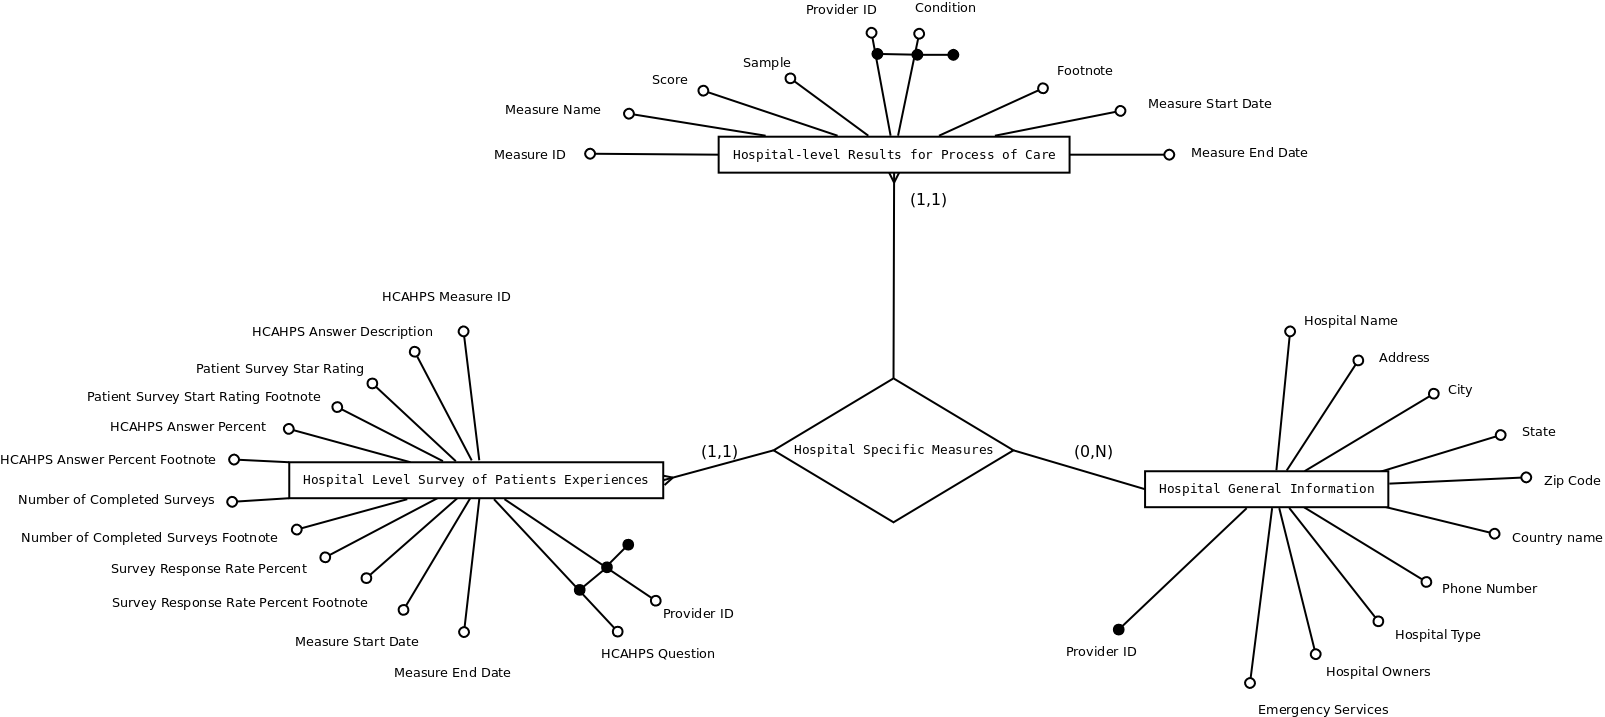 Provider ID
Condition
Sample
Score
Footnote
Measure Name
Measure Start Date
Measure ID
Hospital-level Results for Process of Care
Measure End Date
(1,1)
HCAHPS Measure ID
HCAHPS Answer Description
Patient Survey Star Rating
Patient Survey Start Rating Footnote
HCAHPS Answer Percent
HCAHPS Answer Percent Footnote
Number of Completed Surveys
Number of Completed Surveys Footnote
Survey Response Rate Percent
Survey Response Rate Percent Footnote
Measure Start Date
Measure End Date
Hospital Level Survey of Patients Experiences
Provider ID
HCAHPS Question
(1,1)
Hospital Specific Measures
(0,N)
Hospital Name
Address
City
State
Zip Code
Hospital General Information
Country name
Phone Number
Hospital Type
Hospital Owners
Emergency Services
Provider ID